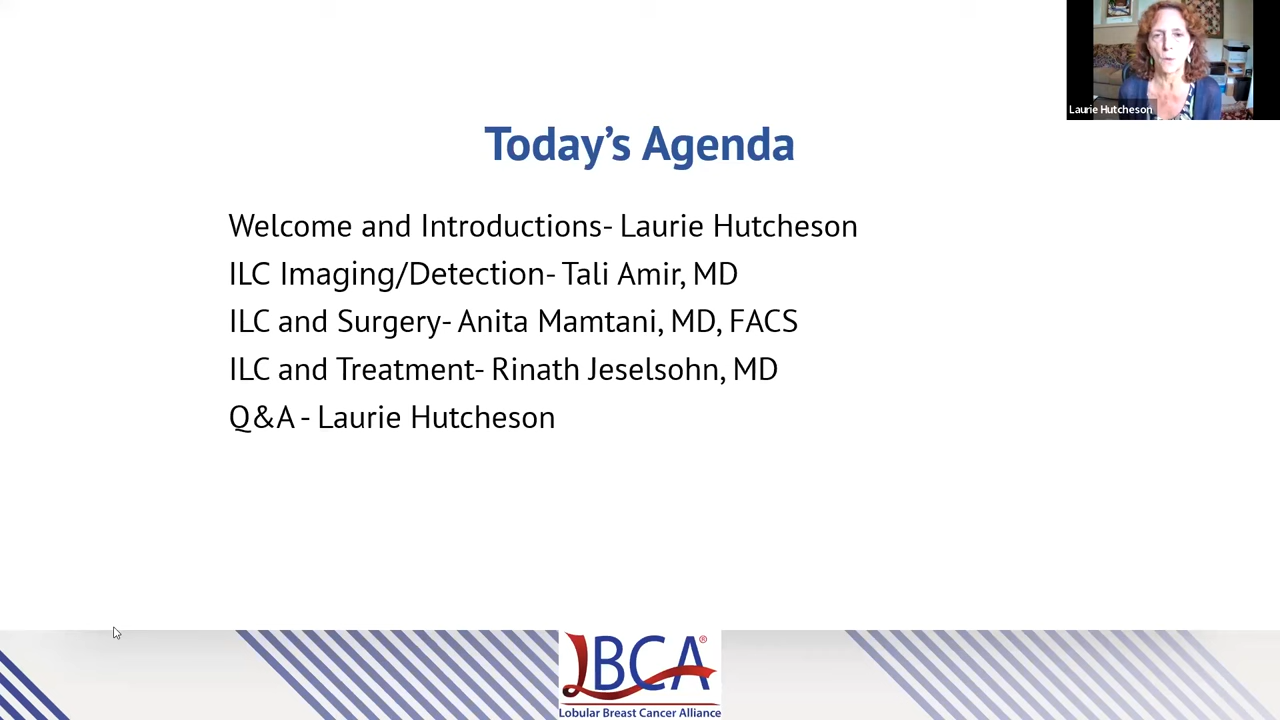 Laurie Hutcheson
Today's Agenda
Welcome and Introductions- Laurie Hutcheson
ILC Imaging/Detection- Tali Amir, MD
ILC and Surgery- Anita Mamtani, MD, FACS
ILC and Treatment- Rinath Jeselsohn, MD
Q&A - Laurie Hutcheson
LBCA®
Lobular Breast Cancer Alliance